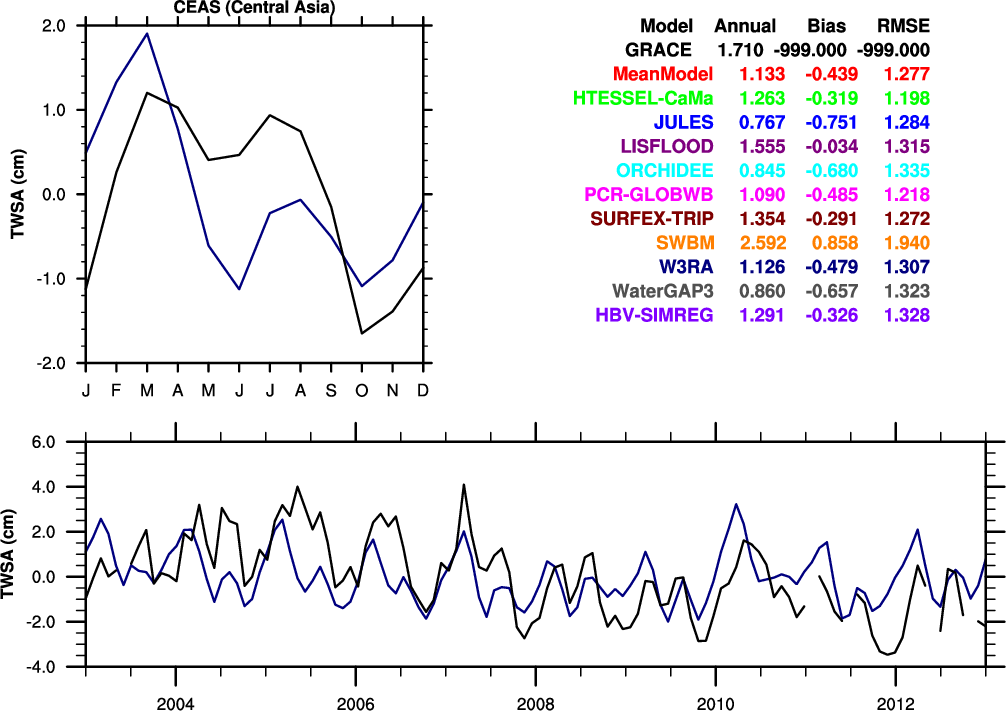 CEAS (Central Asia)
2.0
1.0
0.0
-1.0
-2.0
TWSA (cm)
J F M A M J J A S O N D
Model Annual Bias RMSE
GRACE 1.710 -999.000 -999.000
MeanModel 1.133 -0.439 1.277
HTESSEL-CaMa 1.263 -0.319 1.198
JULES 0.767 -0.751 1.284
LISFLOOD 1.555 -0.034 1.315
ORCHIDEE 0.845 -0.680 1.335
PCR-GLOBWB 1.090 -0.485 1.218
SURFEX-TRIP 1.354 -0.291 1.272
SWBM 2.592 0.858 1.940
W3RA 1.126 -0.479 1.307
WaterGAP3 0.860 -0.657 1.323
HBV-SIMREG 1.291 -0.326 1.328
6.0
4.0
2.0
0.0
-2.0
-4.0
TWSA (cm)
2004 2006 2008 2010 2012